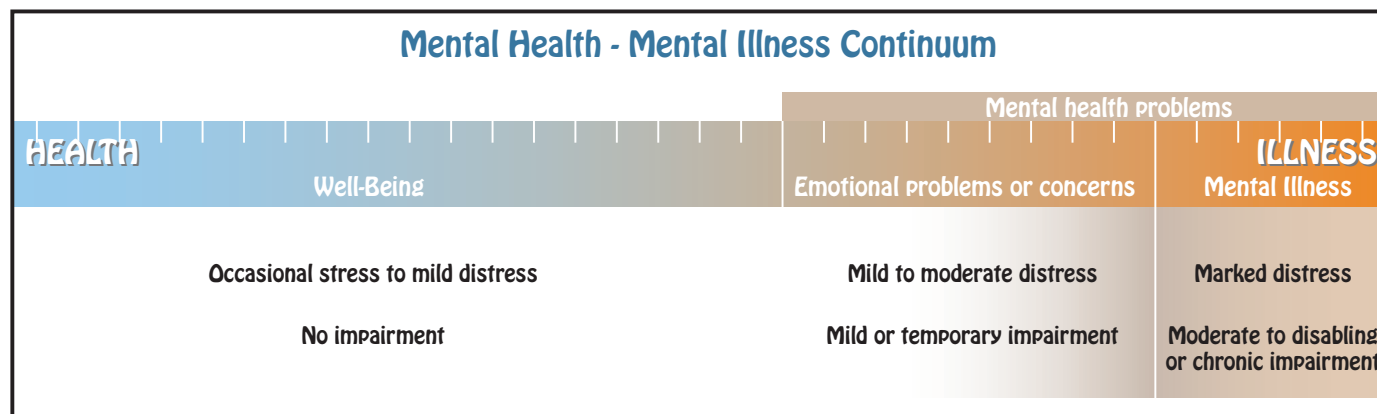 Mental Health - Mental Illness Continuum
Mental health problems
HEALTH
ILLNESS
Well-Being
Emotional problems or concerns
Mental Illness
Occasional stress to mild distress
Mild to moderate distress
Marked distress
No impairment
Mild or temporary impairment
Moderate to disabling
or chronic impairment